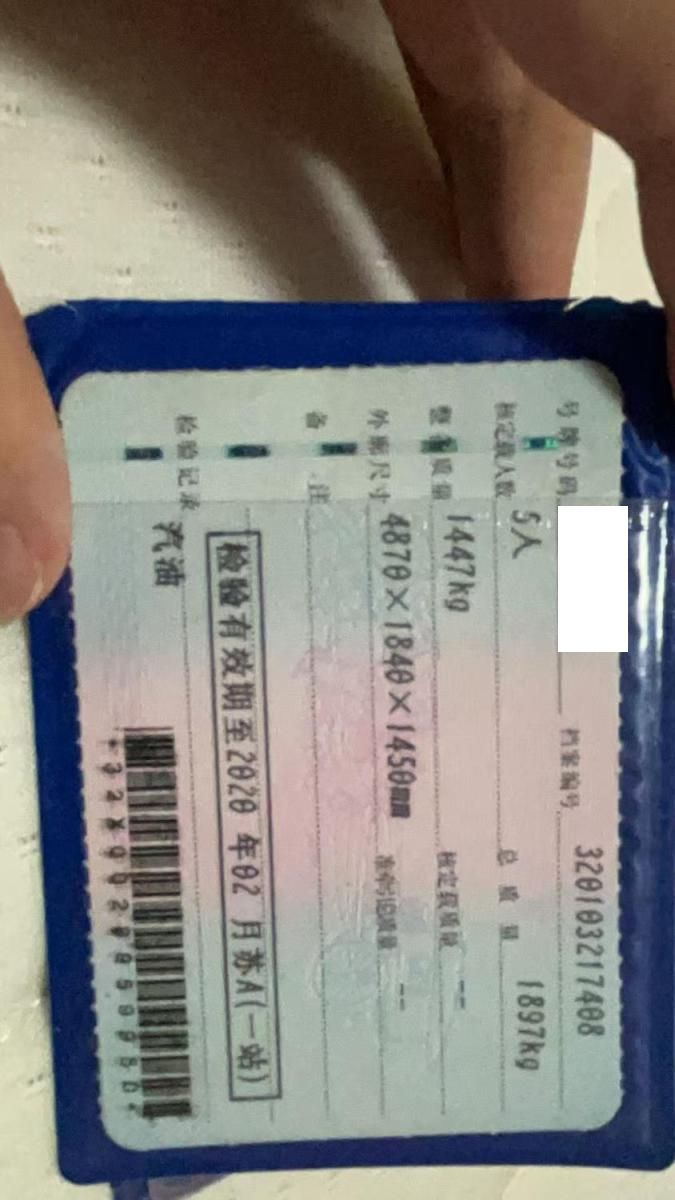 号牌号码 档案编号 320103217408
核定载人数 5人 总质量 1897kg
整备质量 1447kg 核定载质量 --
外廓尺寸 4870×1840×1450mm 准牵引总质量 --
备注
检验有效期至2020年02月苏A(一站)
检验记录
汽油